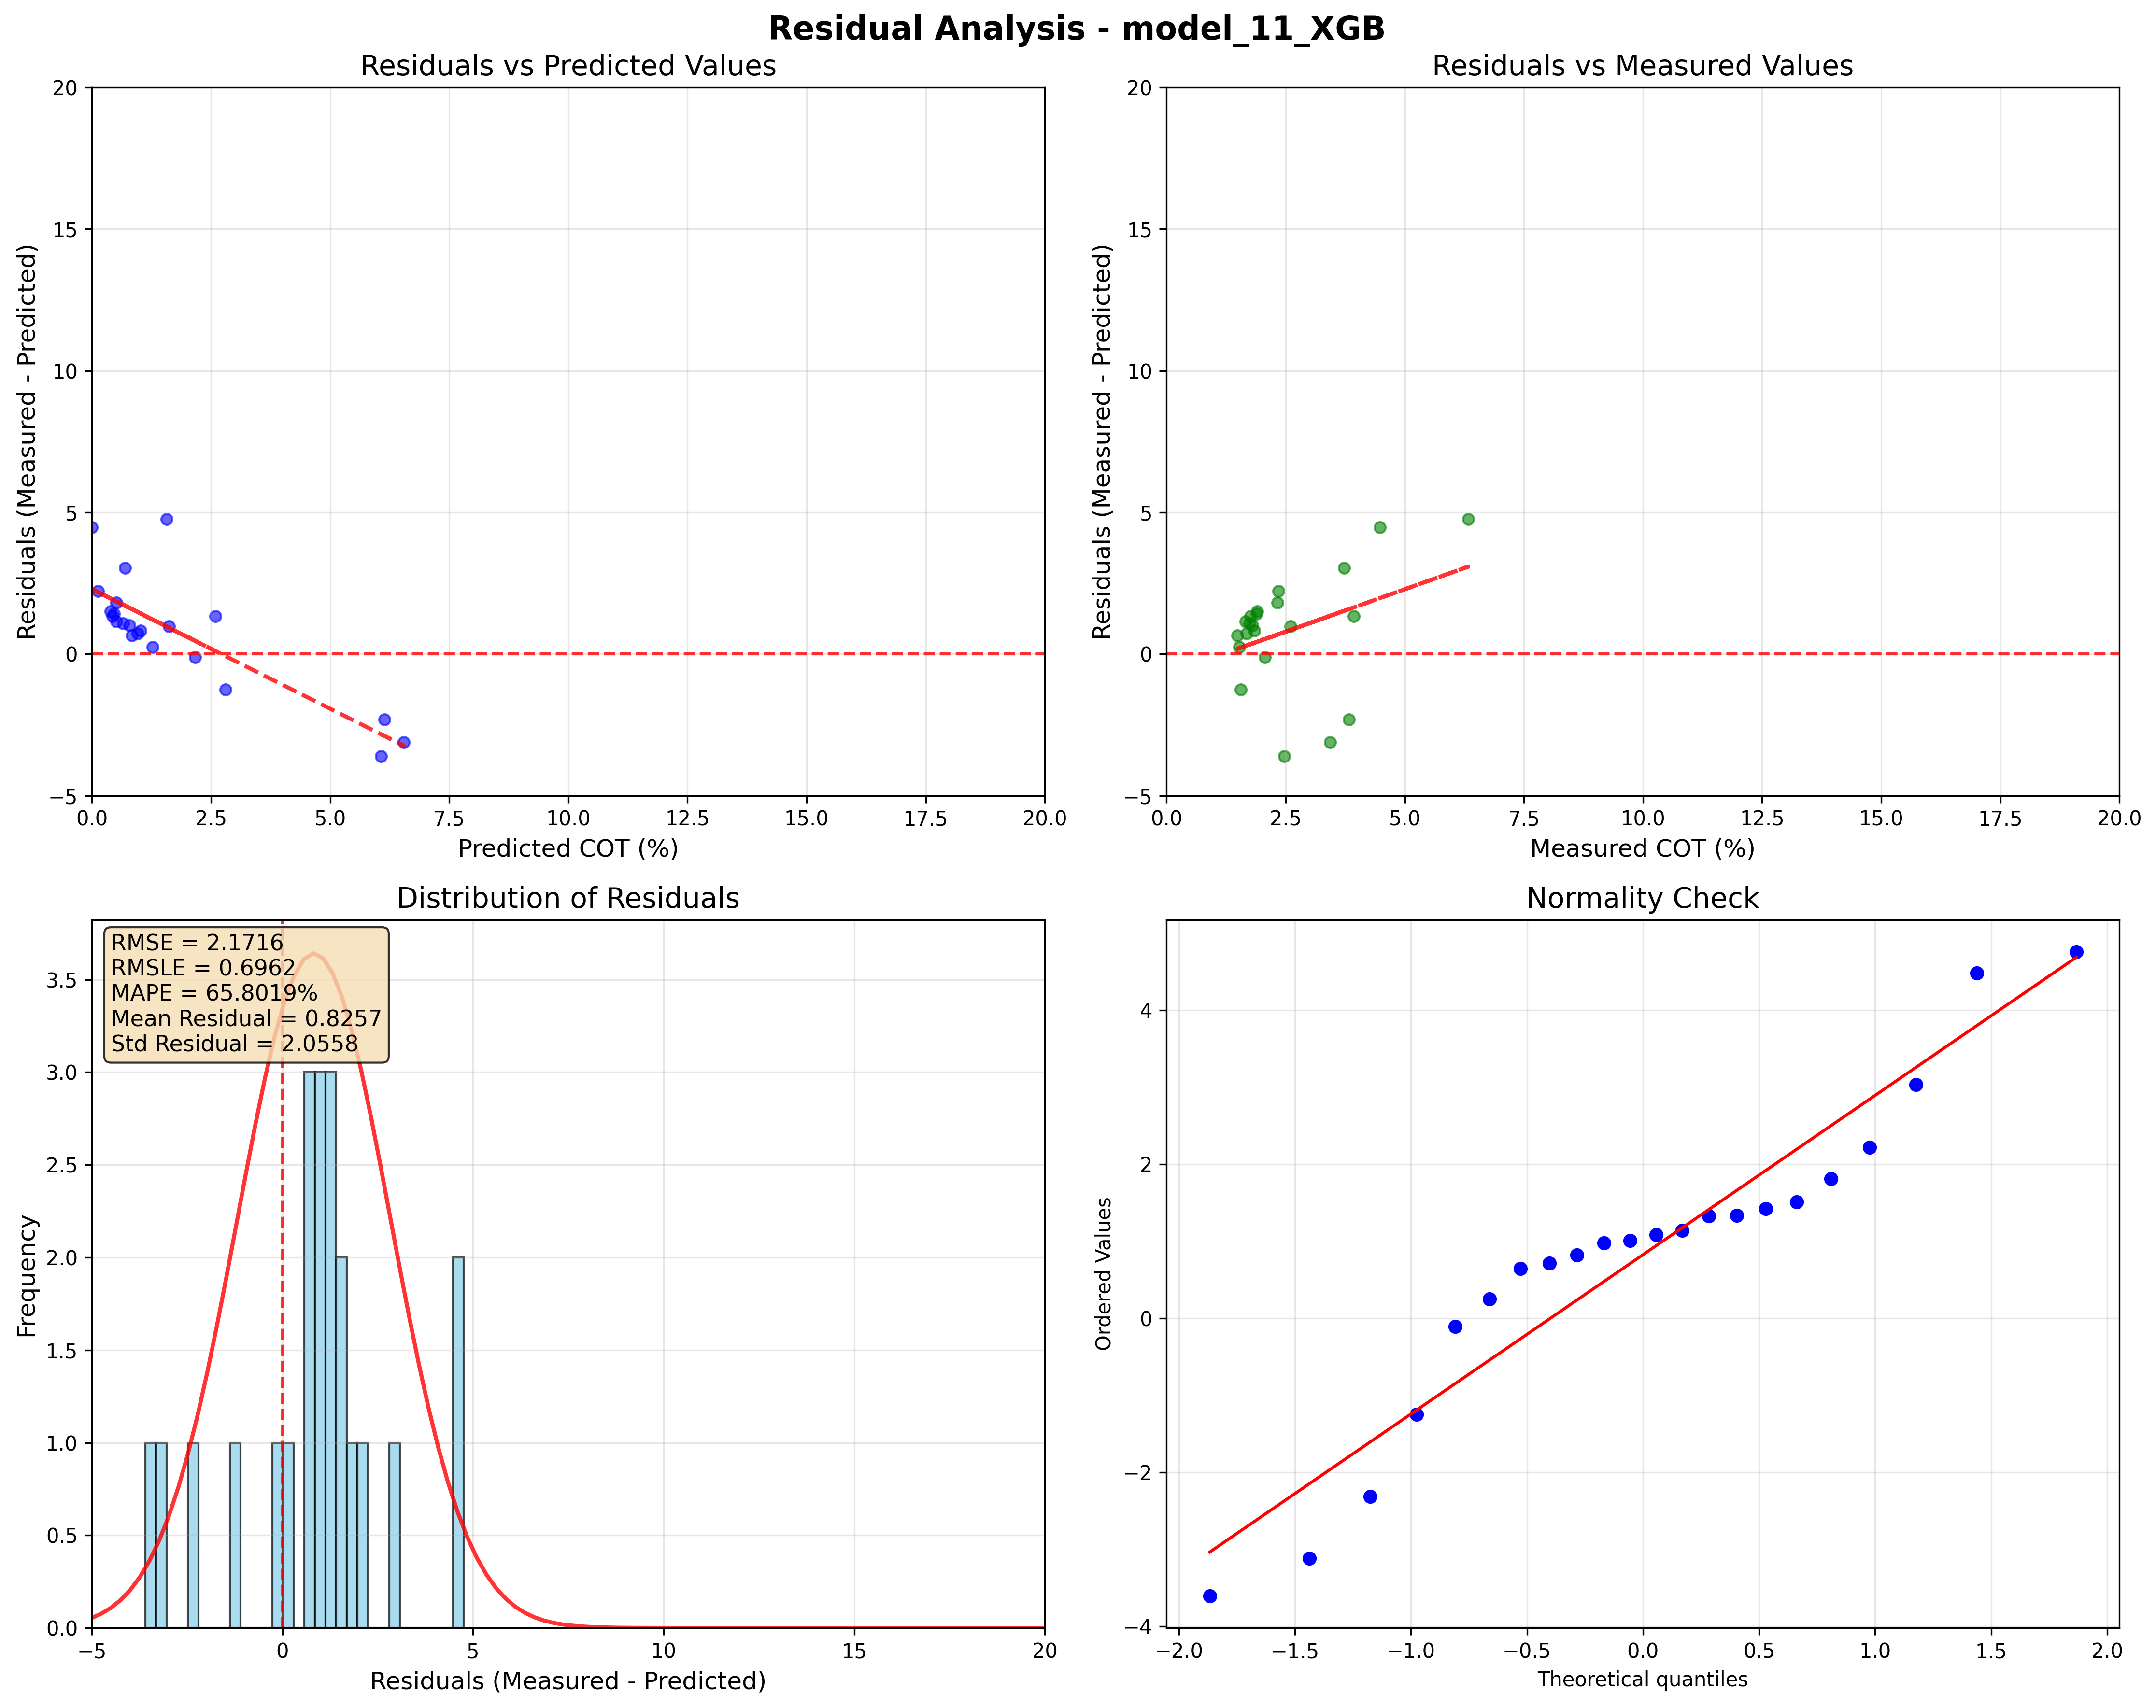 Residual Analysis - model_11_XGB
Residuals vs Predicted Values
20
15
10
5
0
−5
0.0 2.5 5.0 7.5 10.0 12.5 15.0 17.5 20.0
Predicted COT (%)
Residuals (Measured - Predicted)
Residuals vs Measured Values
20
15
10
5
0
−5
0.0 2.5 5.0 7.5 10.0 12.5 15.0 17.5 20.0
Measured COT (%)
Residuals (Measured - Predicted)
Distribution of Residuals
RMSE = 2.1716
RMSLE = 0.6962
MAPE = 65.8019%
Mean Residual = 0.8257
Std Residual = 2.0558
3.5
3.0
2.5
2.0
1.5
1.0
0.5
0.0
−5 0 5 10 15 20
Residuals (Measured - Predicted)
Frequency
Normality Check
4
2
0
−2
−4
−2.0 −1.5 −1.0 −0.5 0.0 0.5 1.0 1.5 2.0
Theoretical quantiles
Ordered Values